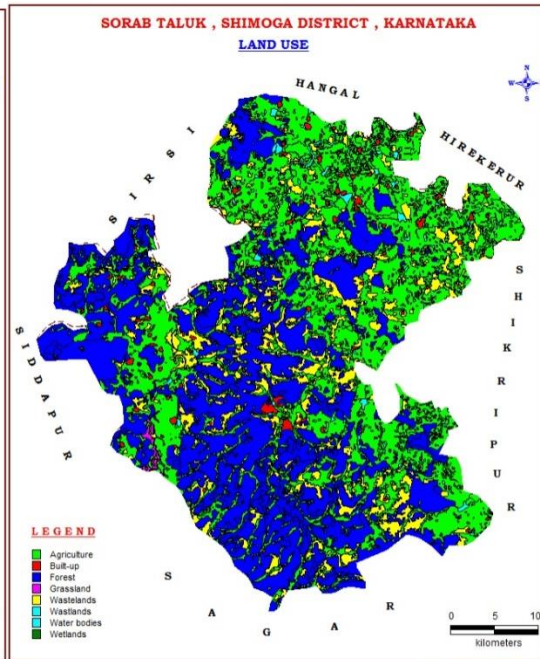 SORAB TALUK , SHIMOGA DISTRICT , KARNATAKA
LAND USE
HANGAL
N
W E
S
HIREKERUR
SIRSI
SHIKRIPUR
SIDDAPUR
LEGEND
Agriculture
Built-up
Forest
Grassland
Wastelands
Wastlands
Water bodies
Wetlands
SAGAR
0 5 10
kilometers